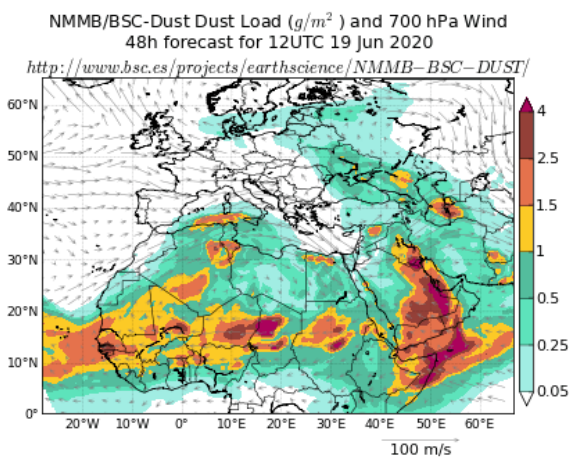 NMMB/BSC-Dust Dust Load (g/m² ) and 700 hPa Wind
48h forecast for 12UTC 19 Jun 2020
http://www.bsc.es/projects/earthscience/NMMB−BSC−DUST/
60°N
50°N
40°N
30°N
20°N
10°N
0°
20°W 10°W 0° 10°E 20°E 30°E 40°E 50°E 60°E
4
2.5
1.5
1
0.5
0.25
0.05
100 m/s